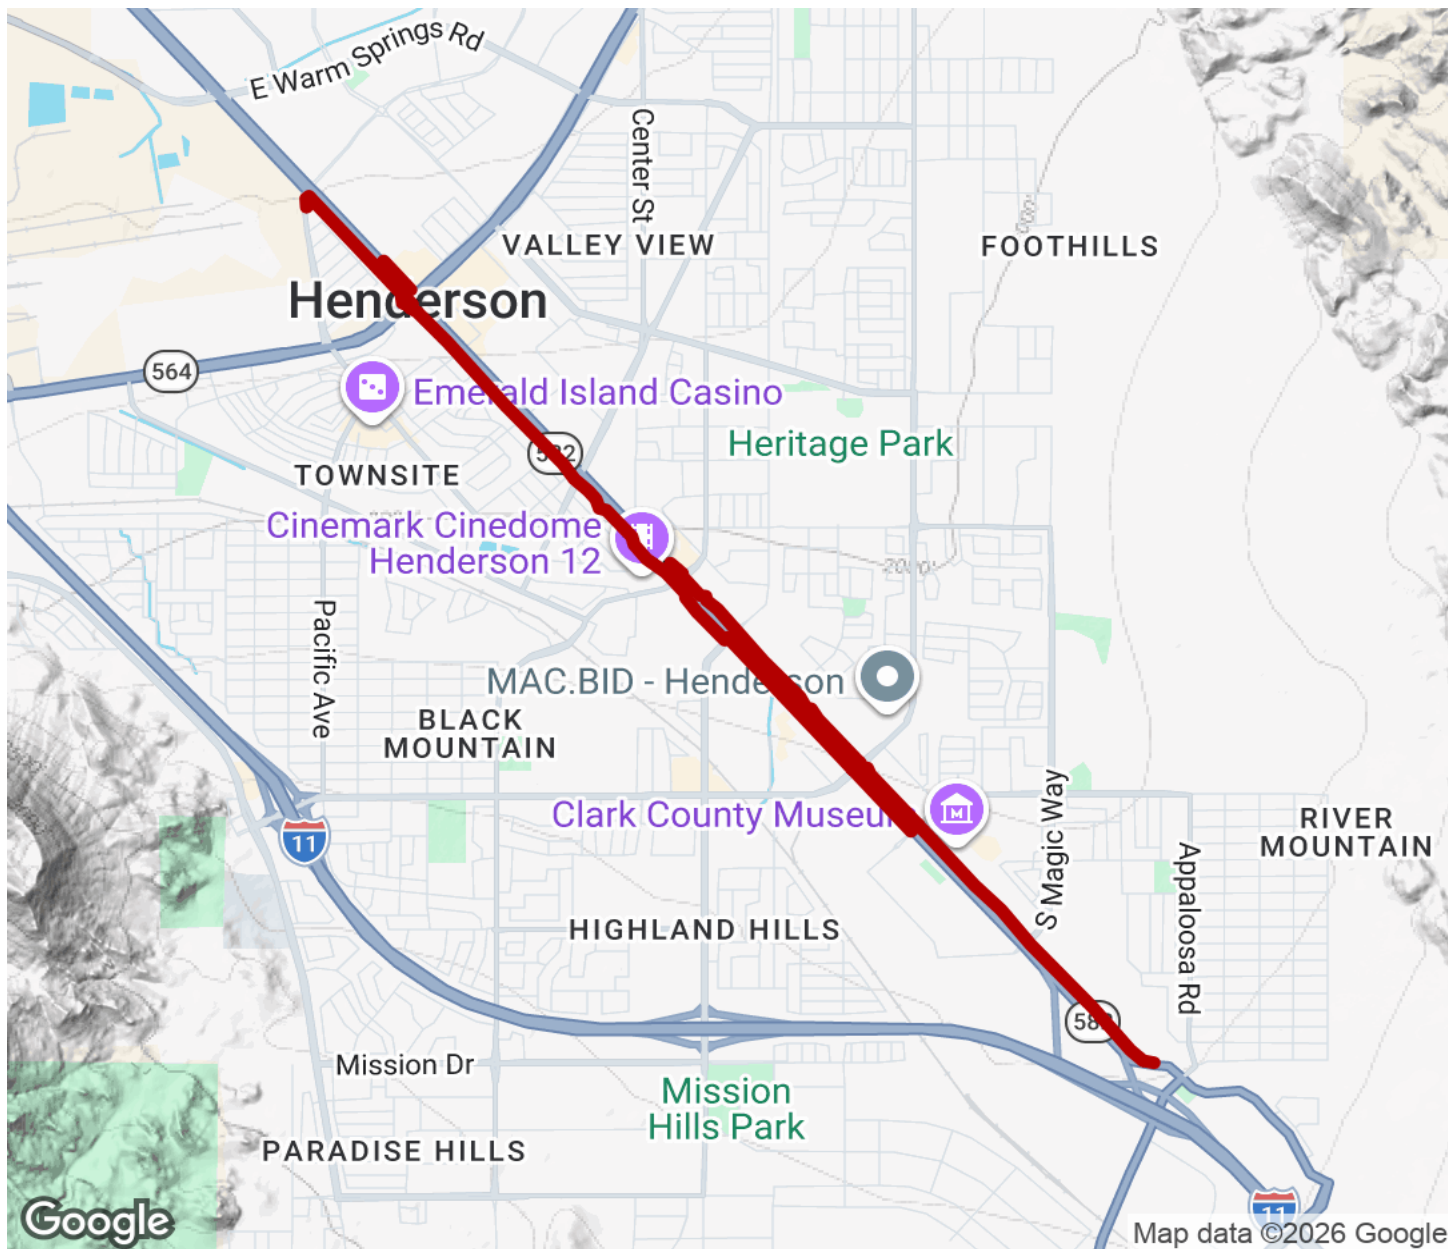 E Warm Springs Rd
Center St
VALLEY VIEW
FOOTHILLS
Henderson
564
Emerald Island Casino
Heritage Park
TOWNSITE
Cinemark Cinedome
Henderson 12
Pacific Ave
MAC.BID - Henderson
BLACK
MOUNTAIN
Clark County Museum
11
S Magic Way
RIVER
MOUNTAIN
Appaloosa Rd
HIGHLAND HILLS
Mission Dr
Mission
Hills Park
PARADISE HILLS
11
Google
Map data ©2026 Google